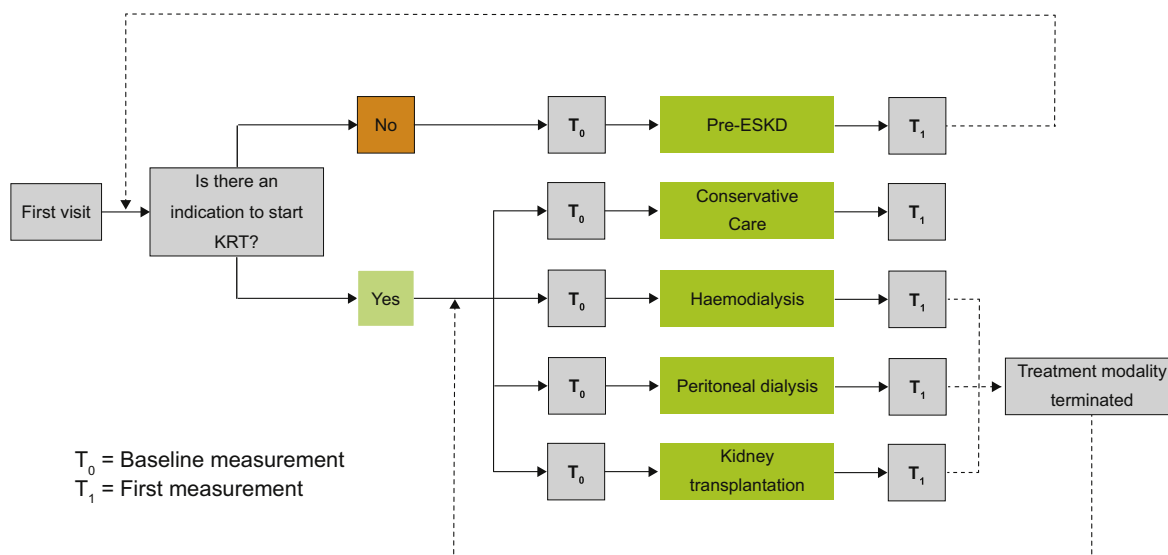 No
T0
Pre-ESKD
T1
First visit
Is there an
indication to start
KRT?
T0
Conservative
Care
T1
Yes
T0
Haemodialysis
T1
T0
Peritoneal dialysis
T1
Treatment modality
terminated
T0
Kidney
transplantation
T1
T0 = Baseline measurement
T1 = First measurement